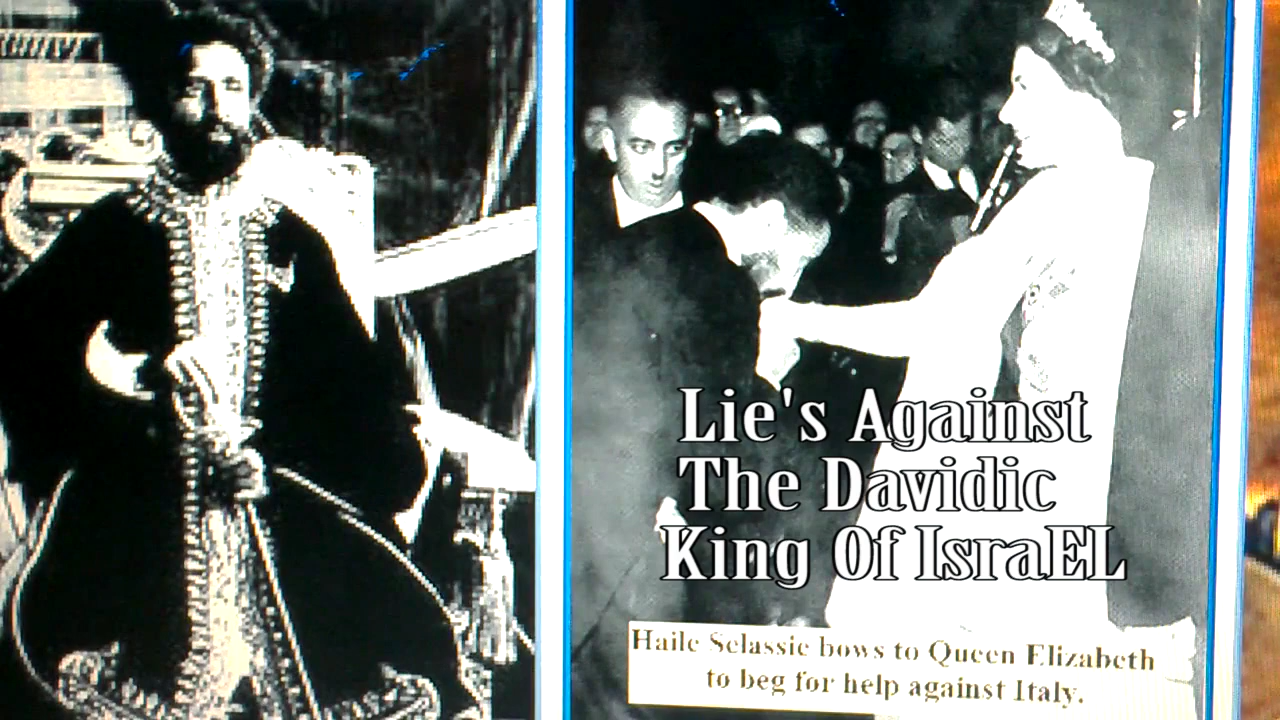 Lie's Against
The Davidic
King Of IsraEL
Haile Selassie bows to Queen Elizabeth
to beg for help against Italy.